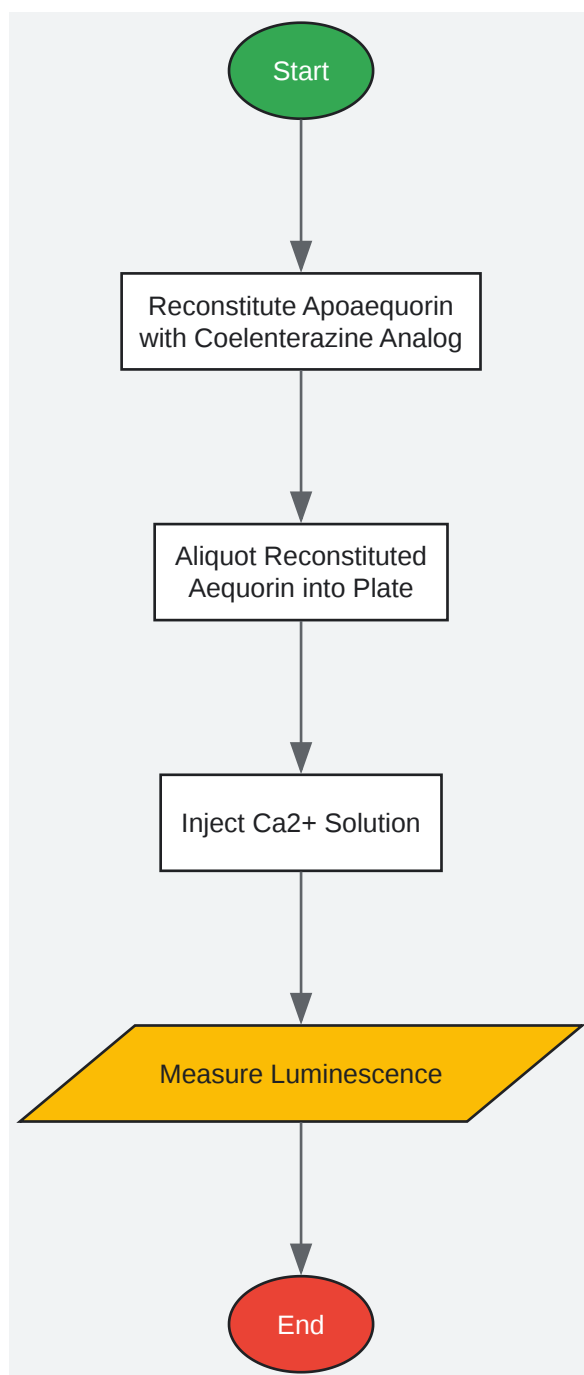 Start
Reconstitute Apoaequorin
with Coelenterazine Analog
Aliquot Reconstituted
Aequorin into Plate
Inject Ca2+ Solution
Measure Luminescence
End